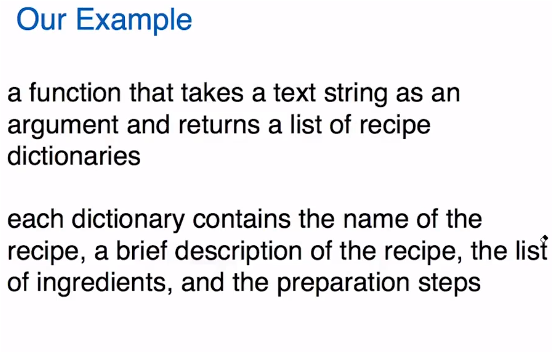 Our Example
a function that takes a text string as an
argument and returns a list of recipe
dictionaries
each dictionary contains the name of the
recipe, a brief description of the recipe, the list
of ingredients, and the preparation steps